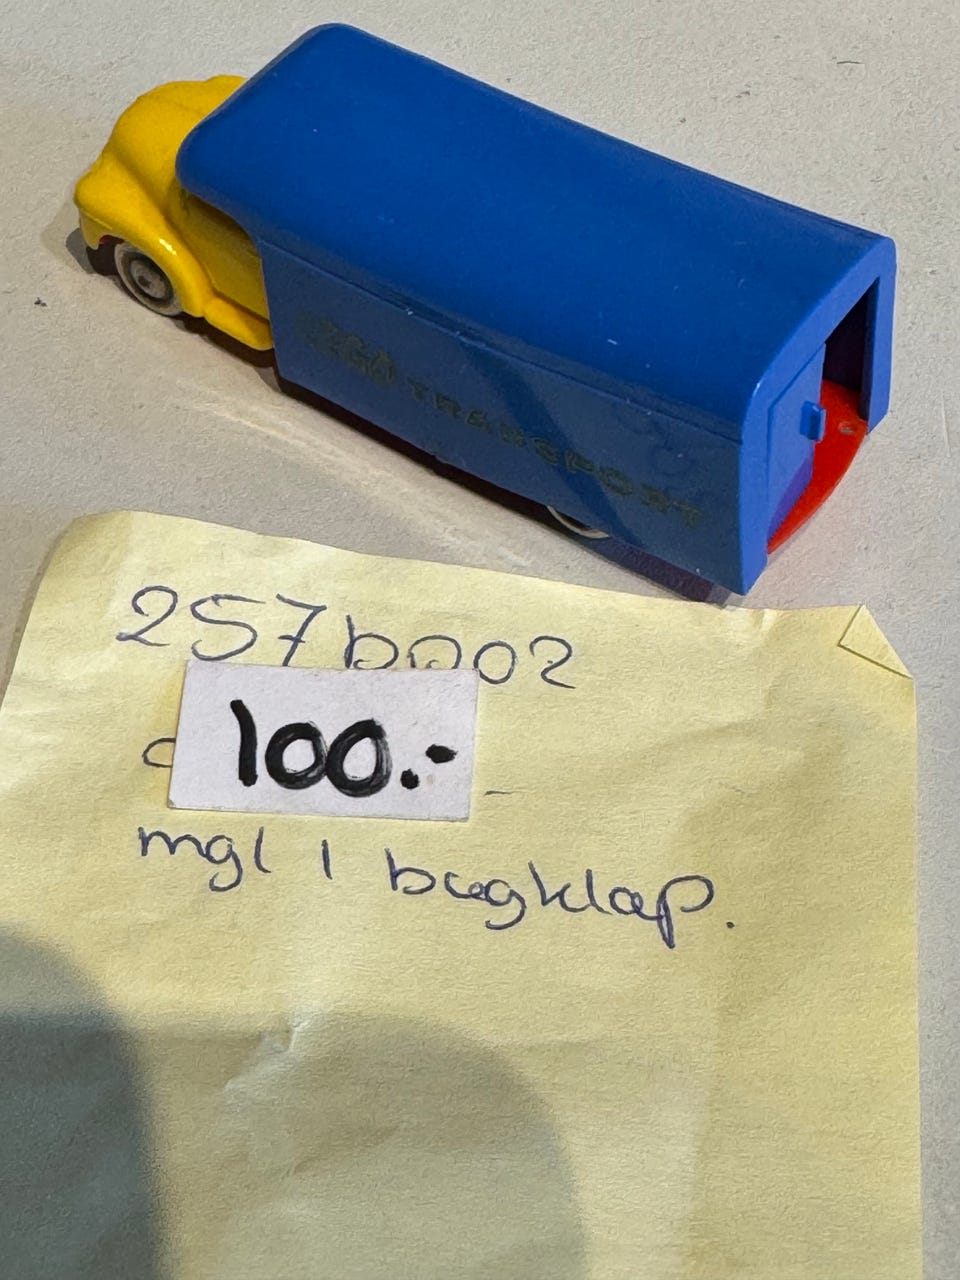 TRANSPORT
257b002
100.-
mgl 1 bagklap.